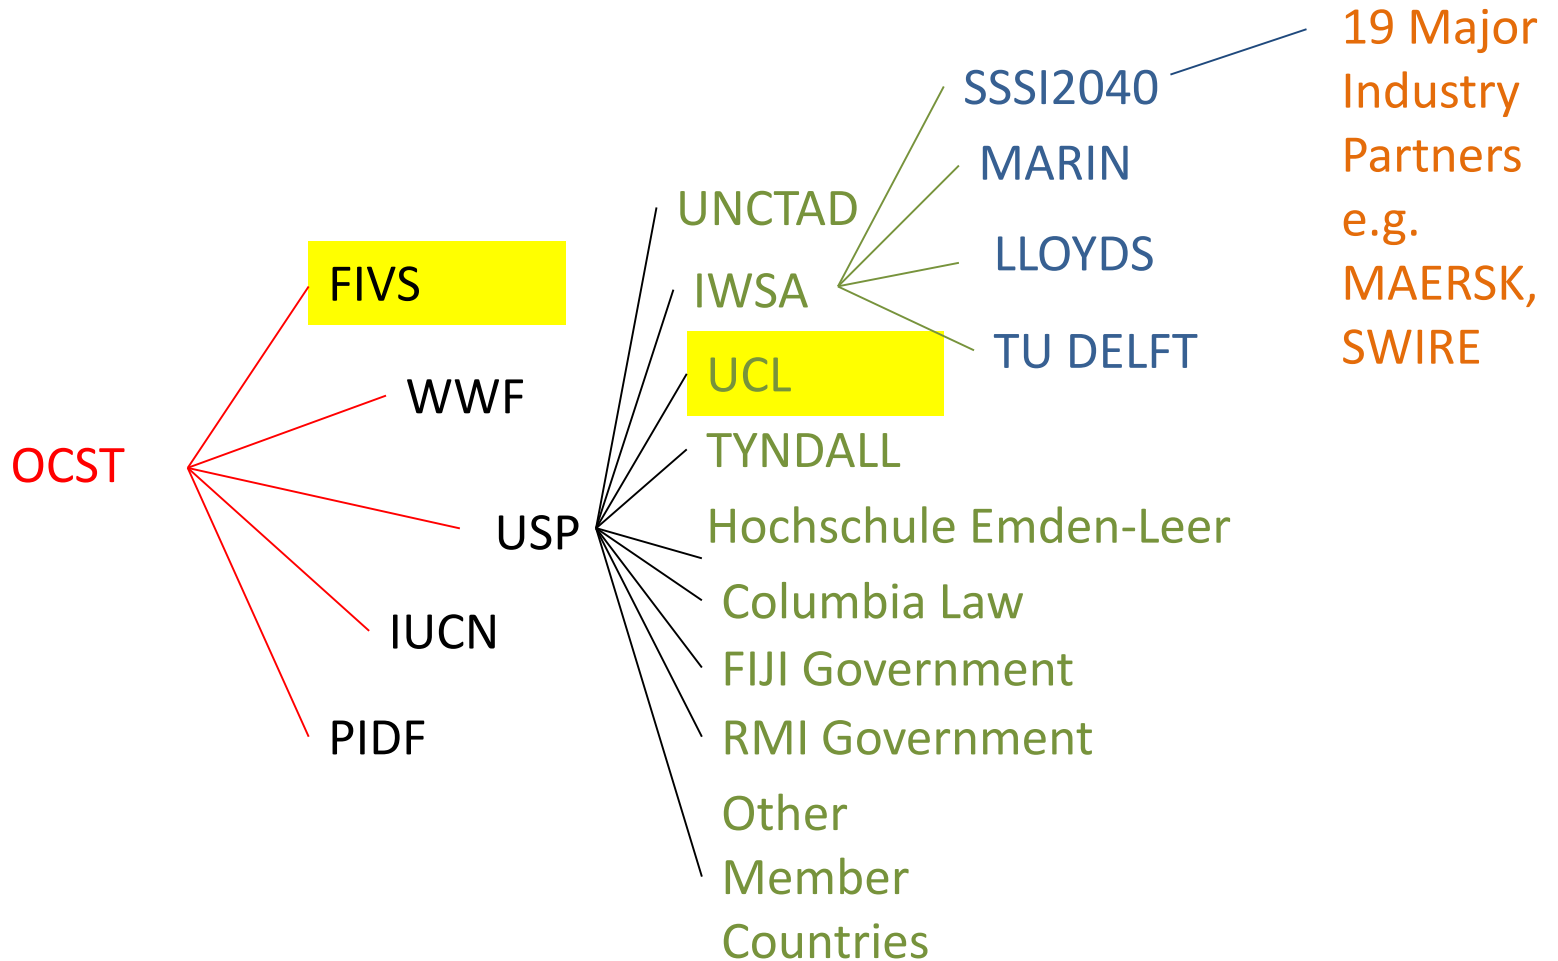 OCST
FIVS
WWF
USP
IUCN
PIDF
UNCTAD
IWSA
UCL
TYNDALL
Hochschule Emden-Leer
Columbia Law
FIJI Government
RMI Government
Other
Member
Countries
SSSI2040
MARIN
LLOYDS
TU DELFT
19 Major
Industry
Partners
e.g.
MAERSK,
SWIRE